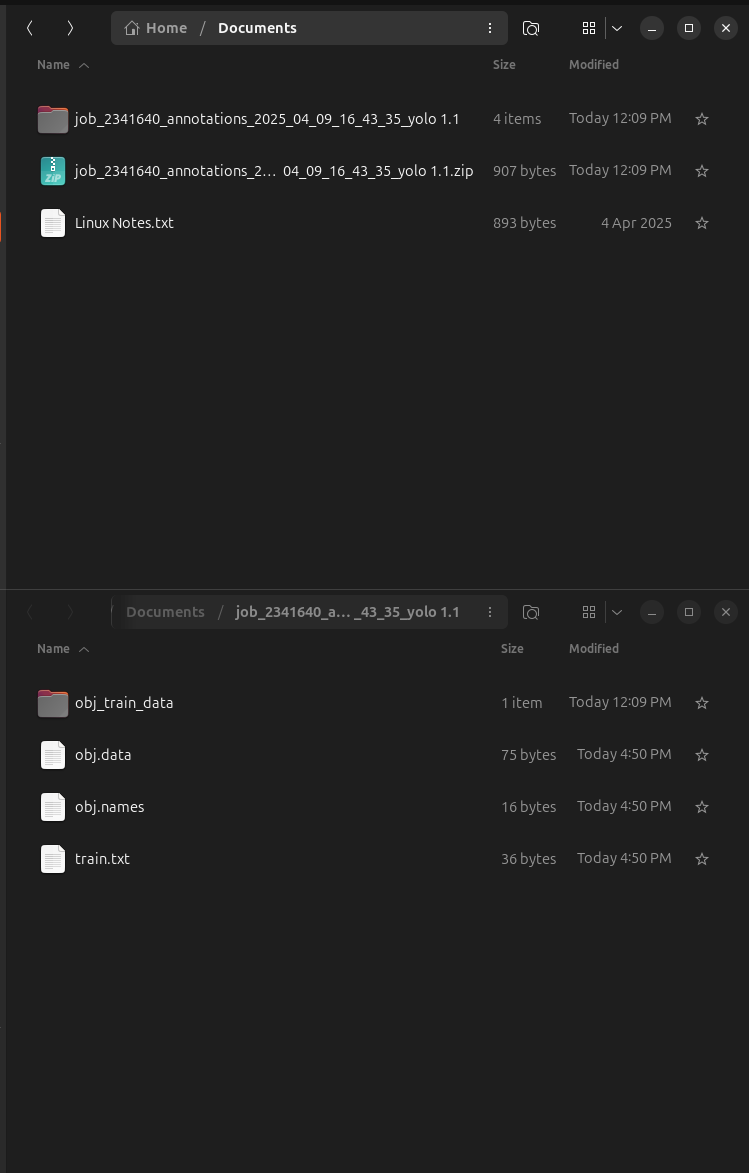 Home / Documents
Name Size Modified
job_2341640_annotations_2025_04_09_16_43_35_yolo 1.1 4 items Today 12:09 PM
ZIP job_2341640_annotations_2… 04_09_16_43_35_yolo 1.1.zip 907 bytes Today 12:09 PM
Linux Notes.txt 893 bytes 4 Apr 2025
/ Documents / job_2341640_a… _43_35_yolo 1.1
Name Size Modified
obj_train_data 1 item Today 12:09 PM
obj.data 75 bytes Today 4:50 PM
obj.names 16 bytes Today 4:50 PM
train.txt 36 bytes Today 4:50 PM